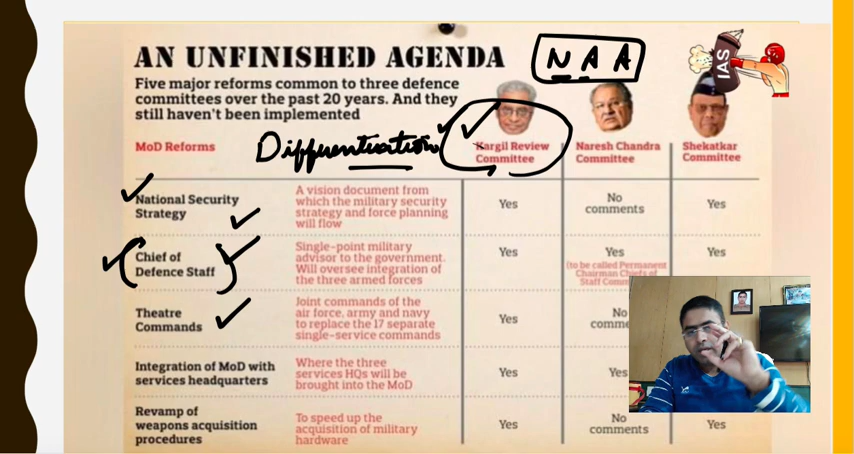 AN UNFINISHED AGENDA
NAA
IAS
Five major reforms common to three defence
committees over the past 20 years. And they
still haven't been implemented
Differentiation
MoD Reforms
Kargil Review
Committee
Naresh Chandra
Committee
Shekatkar
Committee
National Security
Strategy
A vision document from
which the military security
strategy and force planning
will flow
Yes
No
comments
Yes
Chief of
Defence Staff
Single-point military
advisor to the government.
Will oversee integration of
the three armed forces
Yes
Yes
(to be called Permanent
Chairman Chiefs of
Staff
Yes
Theatre
Commands
Joint commands of the
air force, army and navy
to replace the 17 separate
single-service commands
Yes
No
comme
Integration of MoD with
services headquarters
Where the three
services HQs will be
brought into the MoD
Yes
Yes
Revamp of
weapons acquisition
procedures
To speed up the
acquisition of military
hardware
Yes
No
comments
Yes